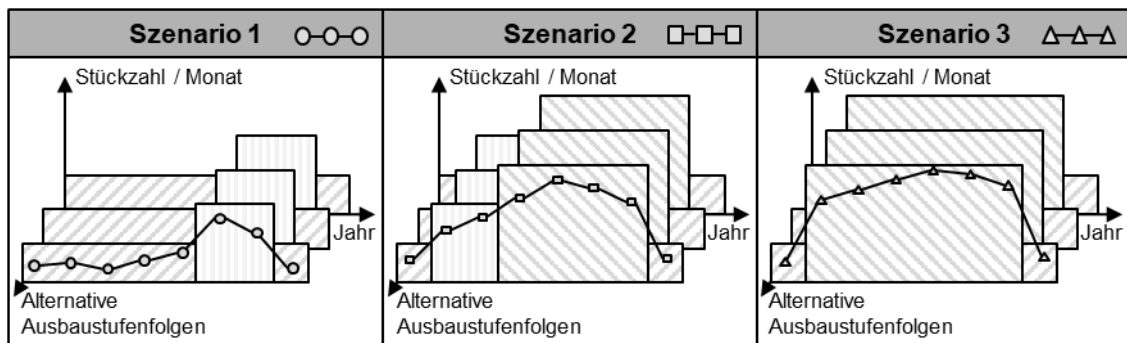 Szenario 1
Szenario 2
Szenario 3
Stückzahl / Monat
Stückzahl / Monat
Stückzahl / Monat
Jahr
Jahr
Jahr
Alternative
Ausbaustufenfolgen
Alternative
Ausbaustufenfolgen
Alternative
Ausbaustufenfolgen